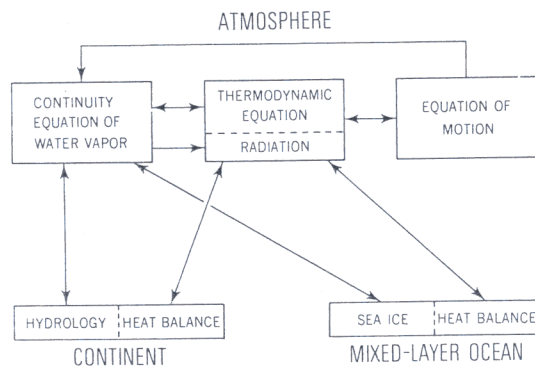 ATMOSPHERE
CONTINUITY
EQUATION OF
WATER VAPOR
THERMODYNAMIC
EQUATION
RADIATION
EQUATION OF
MOTION
HYDROLOGY
HEAT BALANCE
CONTINENT
SEA ICE
HEAT BALANCE
MIXED-LAYER OCEAN